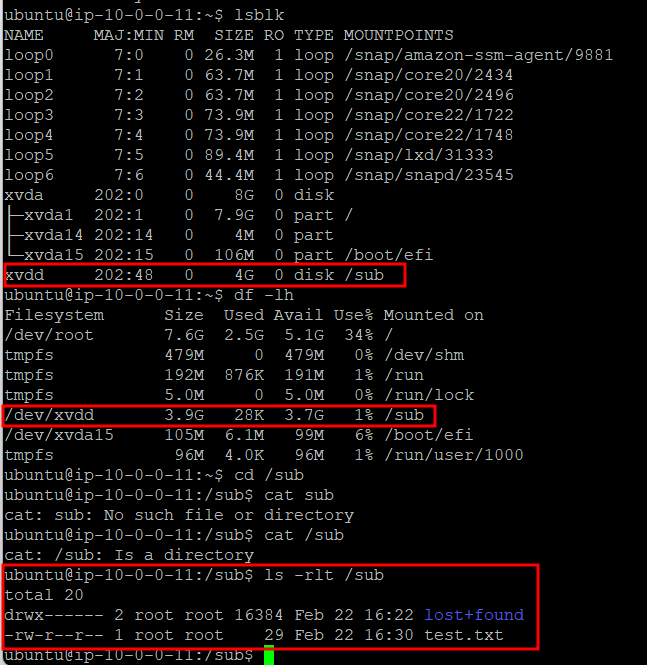 ubuntu@ip-10-0-0-11:~$ lsblk
NAME     MAJ:MIN RM   SIZE RO TYPE MOUNTPOINTS
loop0      7:0    0 26.3M  1 loop /snap/amazon-ssm-agent/9881
loop1      7:1    0 63.7M  1 loop /snap/core20/2434
loop2      7:2    0 63.7M  1 loop /snap/core20/2496
loop3      7:3    0 73.9M  1 loop /snap/core22/1722
loop4      7:4    0 73.9M  1 loop /snap/core22/1748
loop5      7:5    0 89.4M  1 loop /snap/lxd/31333
loop6      7:6    0 44.4M  1 loop /snap/snapd/23545
xvda     202:0    0    8G  0 disk
├─xvda1  202:1    0  7.9G  0 part /
├─xvda14 202:14   0    4M  0 part
└─xvda15 202:15   0  106M  0 part /boot/efi
xvdd     202:48   0    4G  0 disk /sub
ubuntu@ip-10-0-0-11:~$ df -lh
Filesystem      Size  Used Avail Use% Mounted on
/dev/root       7.6G  2.5G  5.1G  34% /
tmpfs           479M     0  479M   0% /dev/shm
tmpfs           192M  876K  191M   1% /run
tmpfs           5.0M     0  5.0M   0% /run/lock
/dev/xvdd       3.9G   28K  3.7G   1% /sub
/dev/xvda15     105M  6.1M   99M   6% /boot/efi
tmpfs            96M  4.0K   96M   1% /run/user/1000
ubuntu@ip-10-0-0-11:~$ cd /sub
ubuntu@ip-10-0-0-11:/sub$ cat sub
cat: sub: No such file or directory
ubuntu@ip-10-0-0-11:/sub$ cat /sub
cat: /sub: Is a directory
ubuntu@ip-10-0-0-11:/sub$ ls -rlt /sub
total 20
drwx------ 2 root root 16384 Feb 22 16:22 lost+found
-rw-r--r-- 1 root root    29 Feb 22 16:30 test.txt
ubuntu@ip-10-0-0-11:/sub$